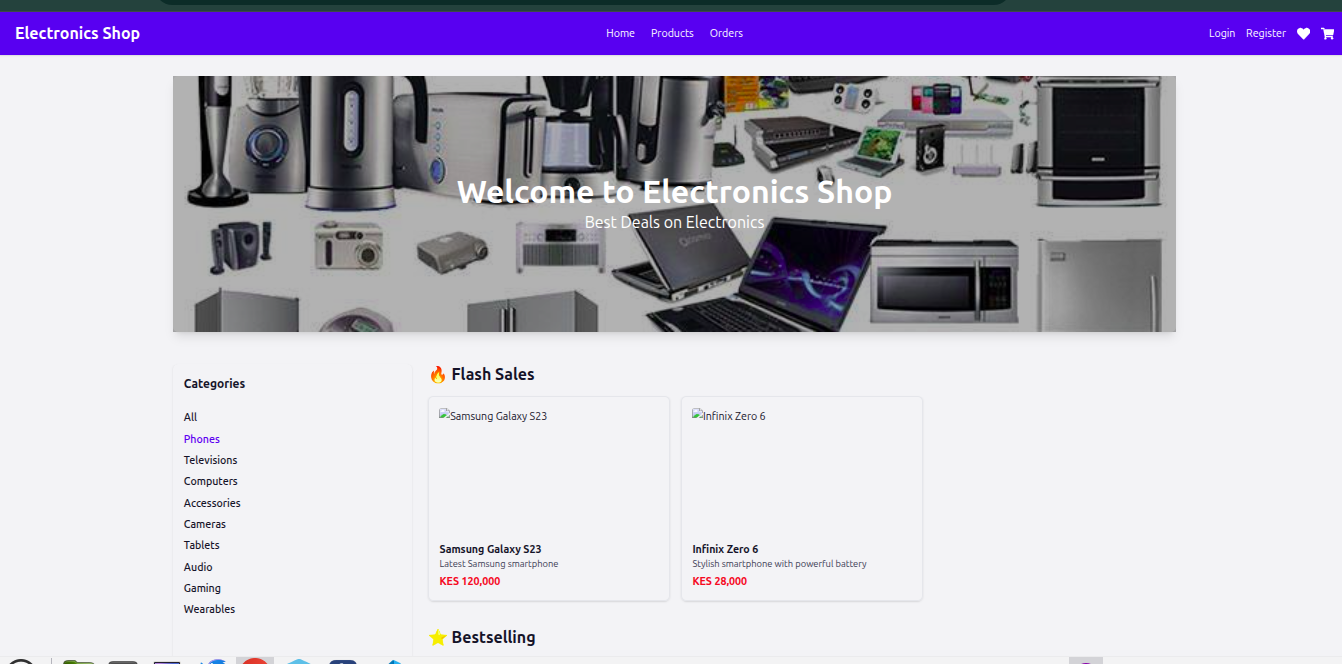 Electronics Shop
Home Products Orders
Login Register
Welcome to Electronics Shop
Best Deals on Electronics
Categories
All
Phones
Televisions
Computers
Accessories
Cameras
Tablets
Audio
Gaming
Wearables
🔥 Flash Sales
Samsung Galaxy S23
Samsung Galaxy S23
Latest Samsung smartphone
KES 120,000
Infinix Zero 6
Infinix Zero 6
Stylish smartphone with powerful battery
KES 28,000
⭐ Bestselling